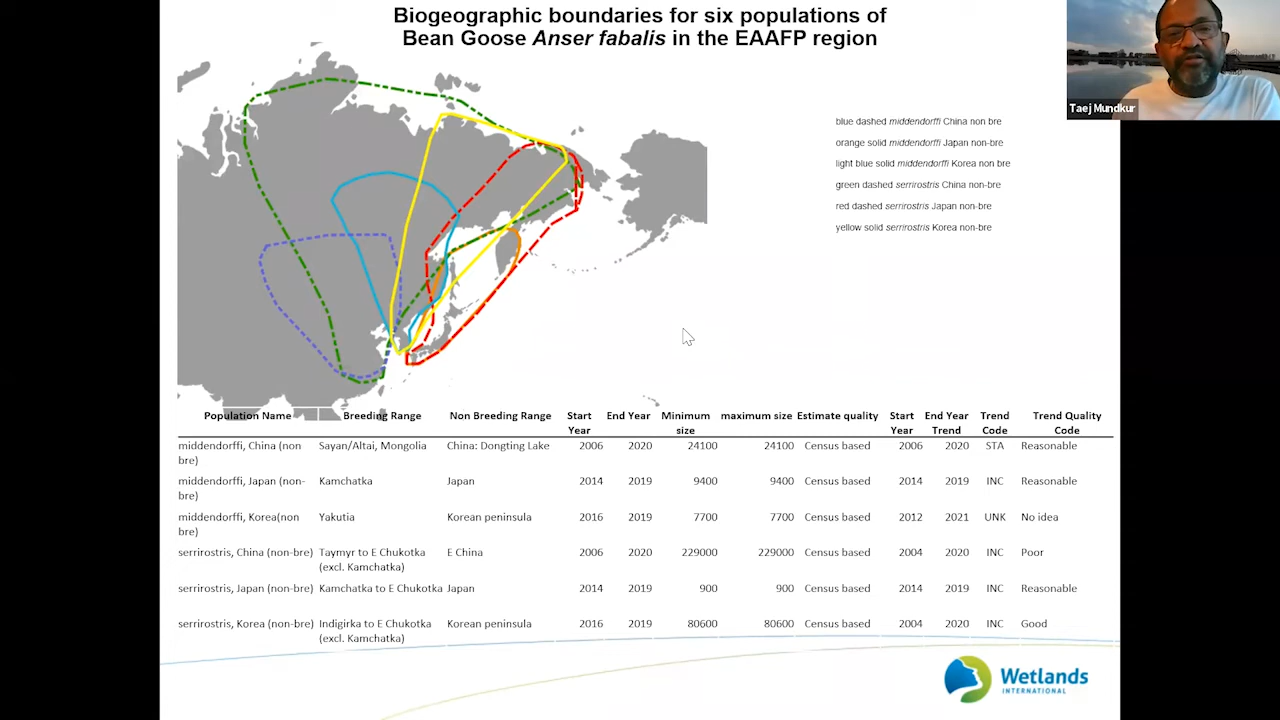 Biogeographic boundaries for six populations of
Bean Goose Anser fabalis in the EAAFP region
Taej Mundkur
blue dashed middendorffi China non bre
orange solid middendorffi Japan non-bre
light blue solid middendorffi Korea non bre
green dashed serrirostris China non-bre
red dashed serrirostris Japan non-bre
yellow solid serrirostris Korea non-bre
Population Name Breeding Range Non Breeding Range Start Year End Year Minimum size maximum size Estimate quality Start Year End Year Trend Trend Code Trend Quality Code
middendorffi, China (non bre) Sayan/Altai, Mongolia China: Dongting Lake 2006 2020 24100 24100 Census based 2006 2020 STA Reasonable
middendorffi, Japan (non-bre) Kamchatka Japan 2014 2019 9400 9400 Census based 2014 2019 INC Reasonable
middendorffi, Korea(non bre) Yakutia Korean peninsula 2016 2019 7700 7700 Census based 2012 2021 UNK No idea
serrirostris, China (non-bre) Taymyr to E Chukotka (excl. Kamchatka) E China 2006 2020 229000 229000 Census based 2004 2020 INC Poor
serrirostris, Japan (non-bre) Kamchatka to E Chukotka Japan 2014 2019 900 900 Census based 2014 2019 INC Reasonable
serrirostris, Korea (non-bre) Indigirka to E Chukotka (excl. Kamchatka) Korean peninsula 2016 2019 80600 80600 Census based 2004 2020 INC Good
Wetlands
INTERNATIONAL